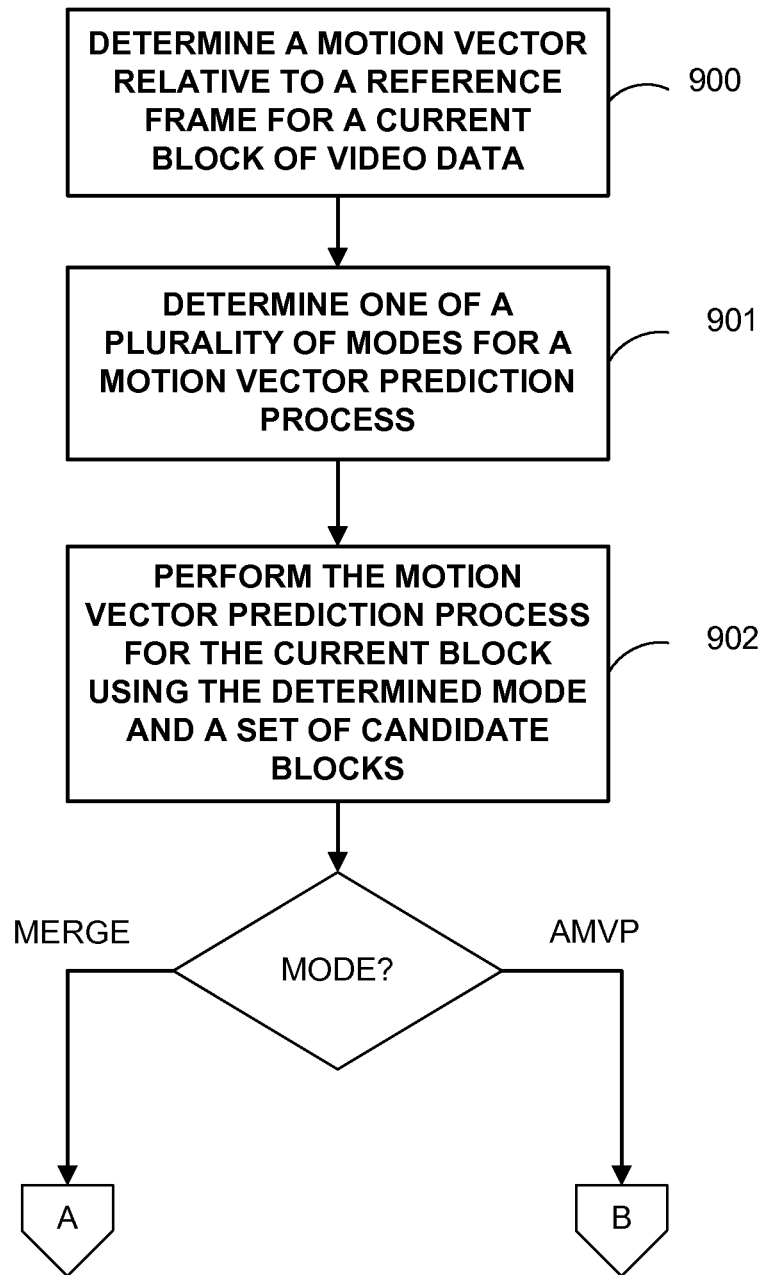 DETERMINE A MOTION VECTOR
RELATIVE TO A REFERENCE
FRAME FOR A CURRENT
BLOCK OF VIDEO DATA
900
DETERMINE ONE OF A
PLURALITY OF MODES FOR A
MOTION VECTOR PREDICTION
PROCESS
901
PERFORM THE MOTION
VECTOR PREDICTION PROCESS
FOR THE CURRENT BLOCK
USING THE DETERMINED MODE
AND A SET OF CANDIDATE
BLOCKS
902
MERGE
AMVP
MODE?
A
B